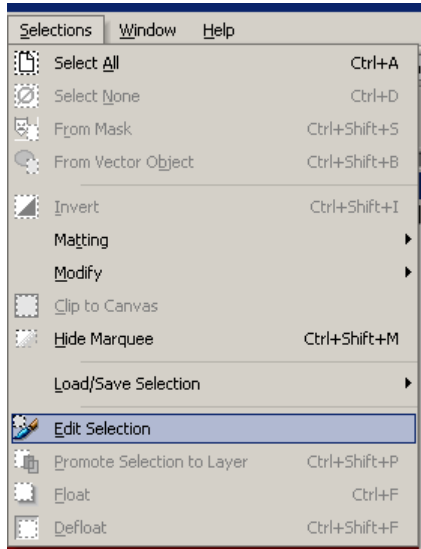 Selections Window Help
Select All Ctrl+A
Select None Ctrl+D
From Mask Ctrl+Shift+S
From Vector Object Ctrl+Shift+B
Invert Ctrl+Shift+I
Matting
Modify
Clip to Canvas
Hide Marquee Ctrl+Shift+M
Load/Save Selection
Edit Selection
Promote Selection to Layer Ctrl+Shift+P
Float Ctrl+F
Defloat Ctrl+Shift+F